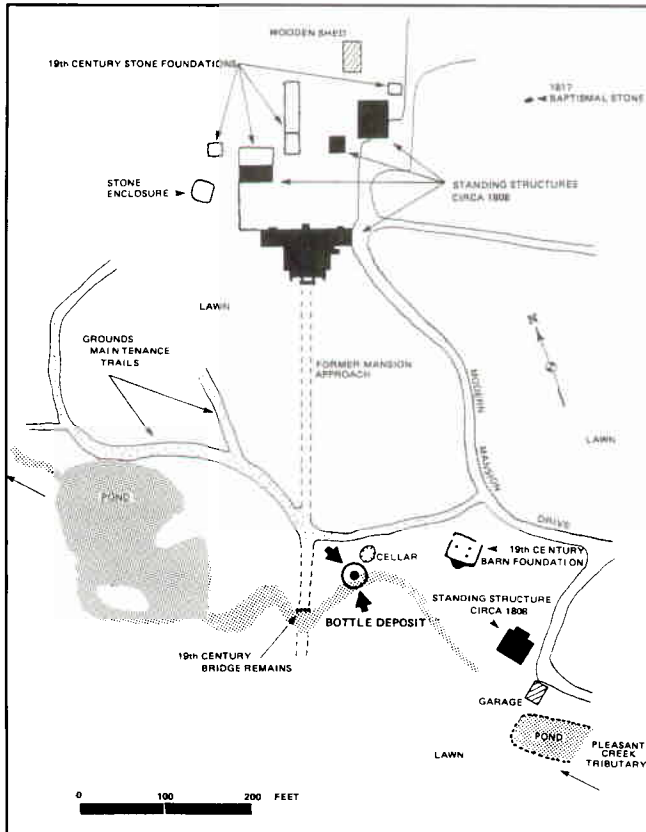 WOODEN SHED
19th CENTURY STONE FOUNDATIONS
1817
BAPTISMAL STONE
STONE
ENCLOSURE
STANDING STRUCTURES
CIRCA 1808
LAWN
GROUNDS
MAINTENANCE
TRAILS
FORMER MANSION
APPROACH
N
MODERN
MANSION
DRIVE
LAWN
POND
CELLAR
19th CENTURY
BARN FOUNDATION
STANDING STRUCTURE
CIRCA 1808
BOTTLE DEPOSIT
19th CENTURY
BRIDGE REMAINS
GARAGE
POND
PLEASANT
CREEK
TRIBUTARY
LAWN
0 100 200 FEET